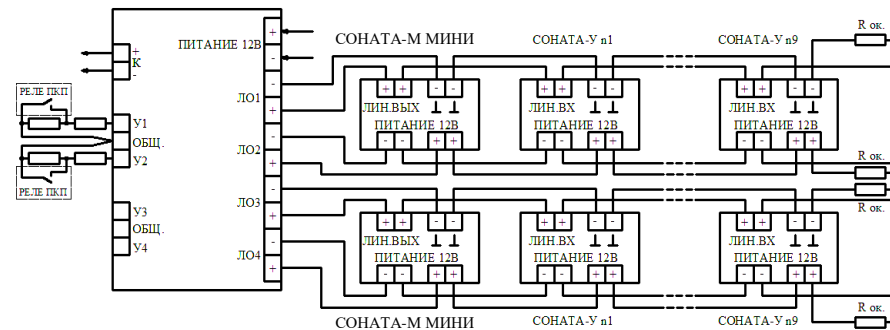 СОНАТА-М МИНИ
СОНАТА-У n1
СОНАТА-У n9
R ок.
ПИТАНИЕ 12В
+
-
+
К
-
РЕЛЕ ПКП
У1
ОБЩ.
У2
РЕЛЕ ПКП
У3
ОБЩ.
У4
-
ЛО1
+
-
ЛО2
+
-
ЛО3
+
-
ЛО4
+
+ + - -
ЛИН.ВЫХ
ПИТАНИЕ 12В
- - + +
+ + - -
ЛИН.ВХ
ПИТАНИЕ 12В
- - + +
+ + - -
ЛИН.ВХ
ПИТАНИЕ 12В
- - + +
R ок.
R ок.
+ + - -
ЛИН.ВЫХ
ПИТАНИЕ 12В
- - + +
+ + - -
ЛИН.ВХ
ПИТАНИЕ 12В
- - + +
+ + - -
ЛИН.ВХ
ПИТАНИЕ 12В
- - + +
R ок.
СОНАТА-М МИНИ
СОНАТА-У n1
СОНАТА-У n9